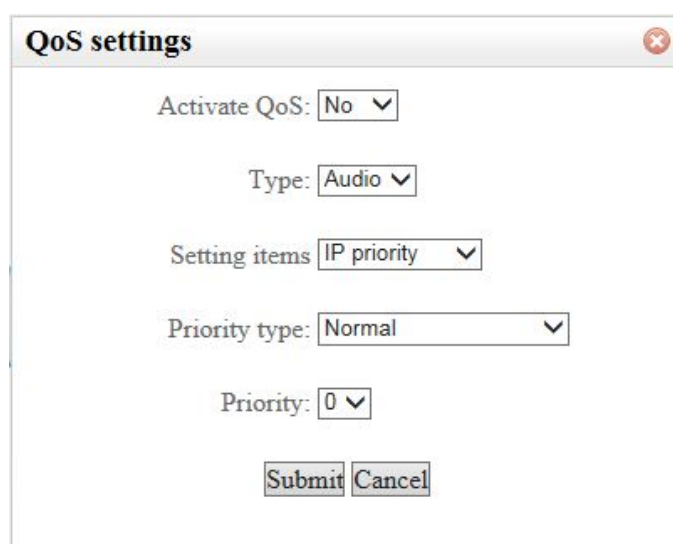 QoS settings
Activate QoS: No
Type: Audio
Setting items IP priority
Priority type: Normal
Priority: 0
Submit Cancel